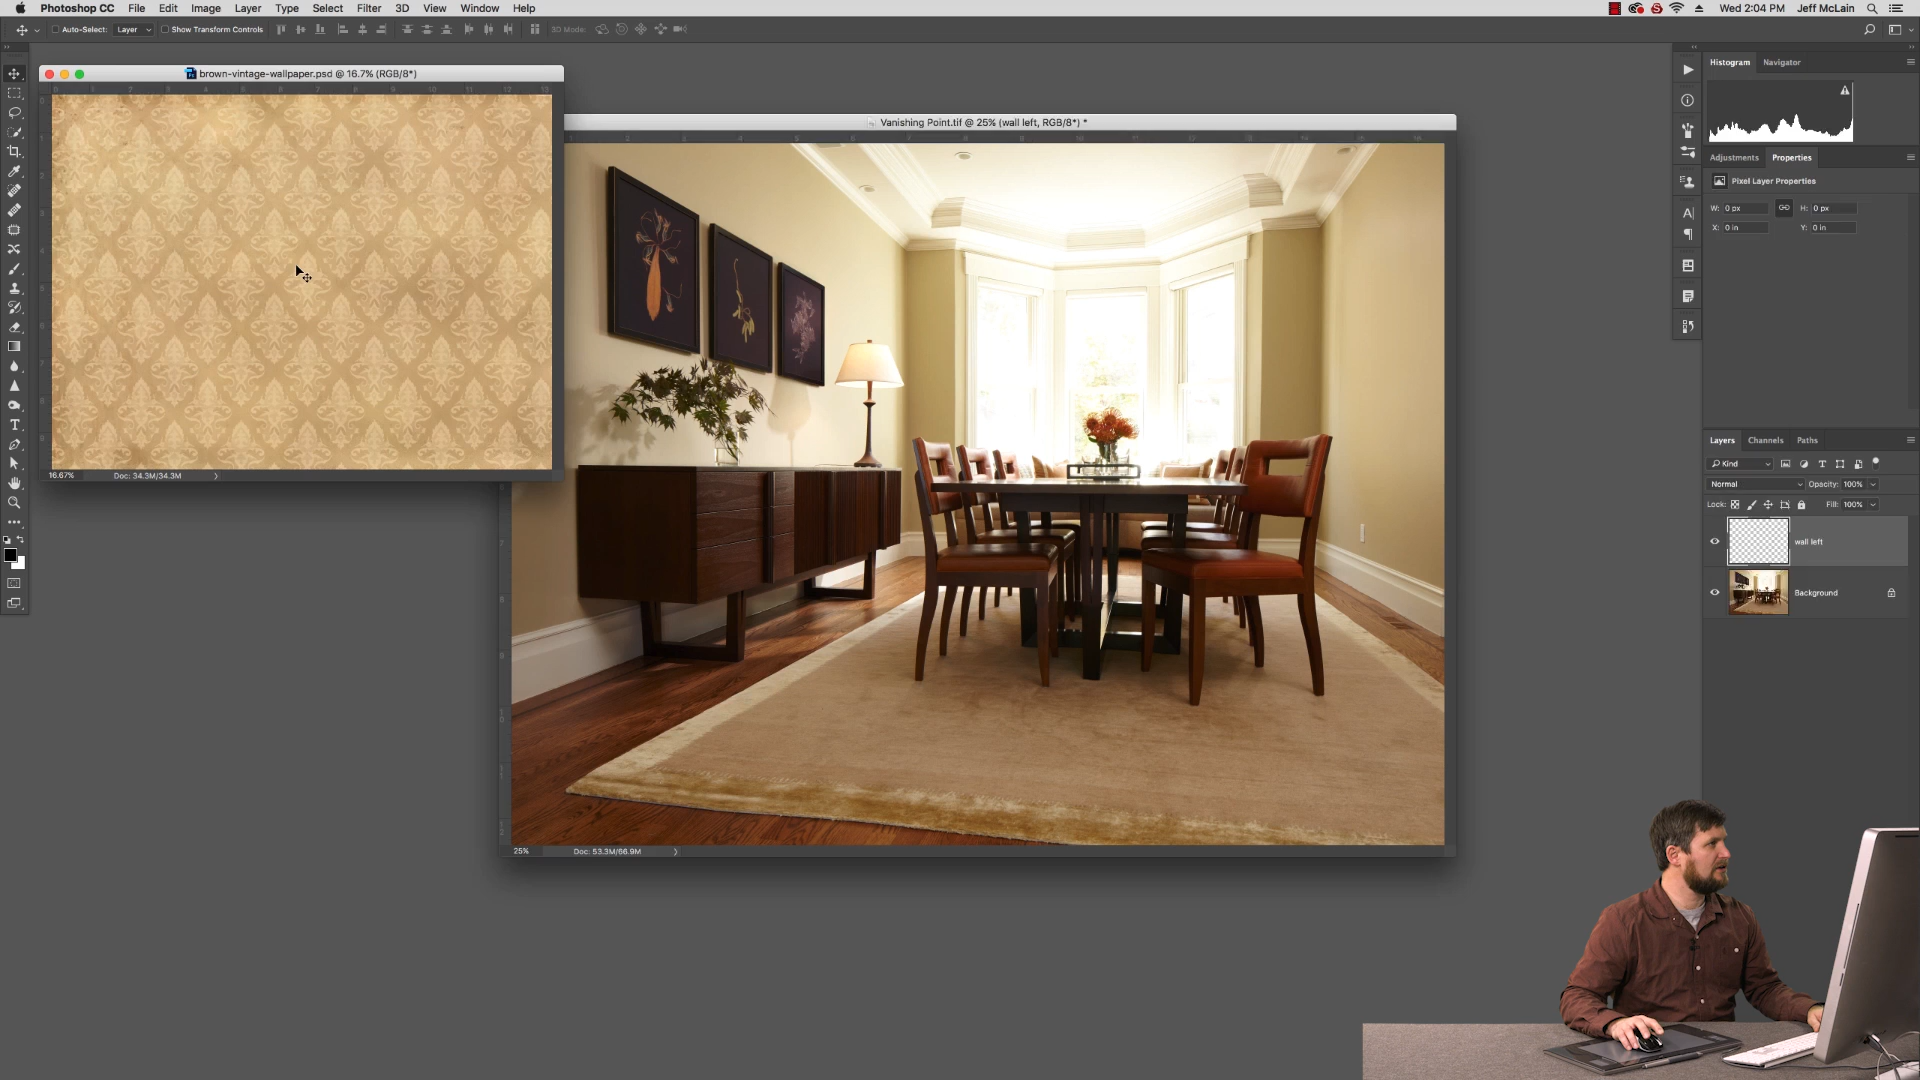 Photoshop CC File Edit Image Layer Type Select Filter 3D View Window Help
Wed 2:04 PM Jeff McLain
Auto-Select: Layer Show Transform Controls 3D Mode:
brown-vintage-wallpaper.psd @ 16.7% (RGB/8*)
16.67% Doc: 34.3M/34.3M
Vanishing Point.tif @ 25% (wall left, RGB/8*) *
25% Doc: 53.3M/66.9M
Histogram Navigator
Adjustments Properties
Pixel Layer Properties
W: 0 px H: 0 px
X: 0 in Y: 0 in
Layers Channels Paths
Kind
Normal Opacity: 100%
Lock: Fill: 100%
wall left
Background